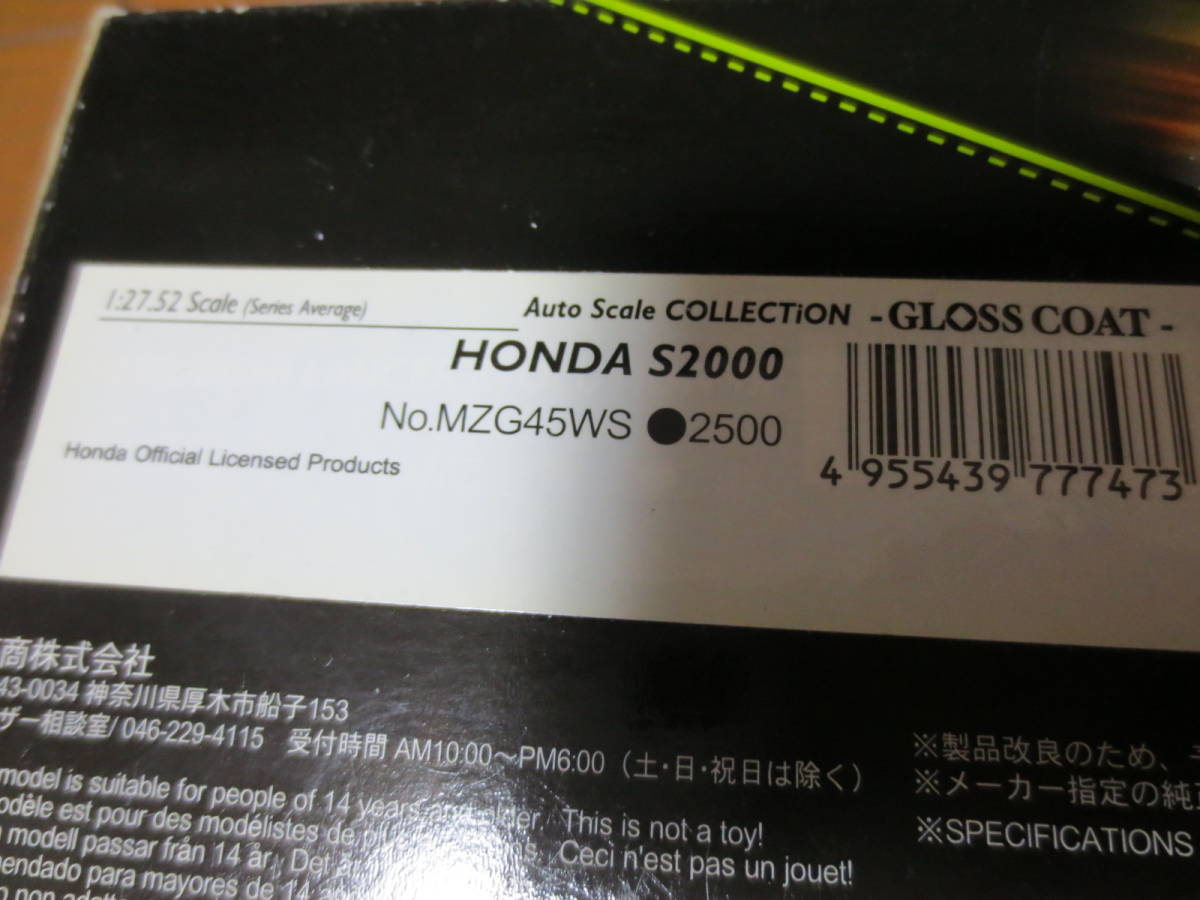 1:27.52 Scale (Series Average)
Auto Scale COLLECTiON -GLOSS COAT-
HONDA S2000
No.MZG45WS ●2500
Honda Official Licensed Products
4 955439 777473
商株式会社
43-0034 神奈川県厚木市船子153
ザー相談室/ 046-229-4115 受付時間 AM10:00～PM6:00（土・日・祝日は除く）
※製品改良のため、
※メーカー指定の純
※SPECIFICATIONS
model is suitable for people of 14 years and older. This is not a toy!
odèle est pour des modélistes de Ceci n'est pas un jouet!
modell passar från 14 år. Det är
mendado para mayores de 14